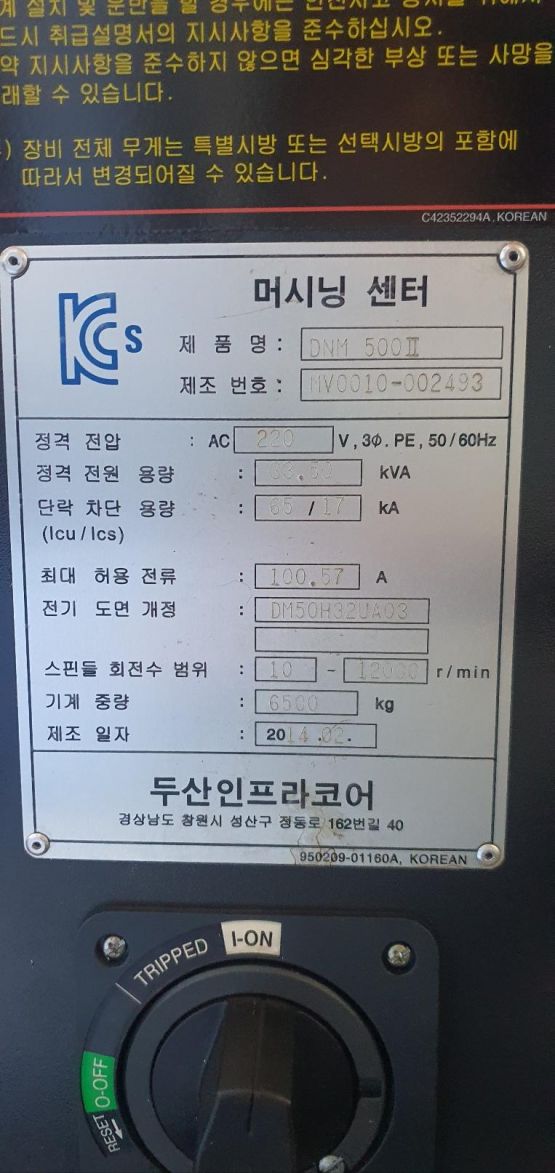 드시 취급설명서의 지시사항을 준수하십시오.
약 지시사항을 준수하지 않으면 심각한 부상 또는 사망을
래할 수 있습니다.
) 장비 전체 무게는 특별시방 또는 선택시방의 포함에
따라서 변경되어질 수 있습니다.
C42352294A, KOREAN
KCs
머시닝 센터
제 품 명 : DNM 500Ⅱ
제조 번호 : MV0010-002493
정격 전압 : AC 220 V, 3Φ. PE, 50/60Hz
정격 전원 용량 : kVA
단락 차단 용량 : 65 / 17 kA
(Icu/Ics)
최대 허용 전류 : 100.57 A
전기 도면 개정 : DM50H32UA03
스핀들 회전수 범위 : 10 - 12000 r/min
기계 중량 : 6500 kg
제조 일자 : 2014.02.
두산인프라코어
경상남도 창원시 성산구 정동로 162번길 40
950209-01160A, KOREAN
I-ON
TRIPPED
O-OFF
RESET